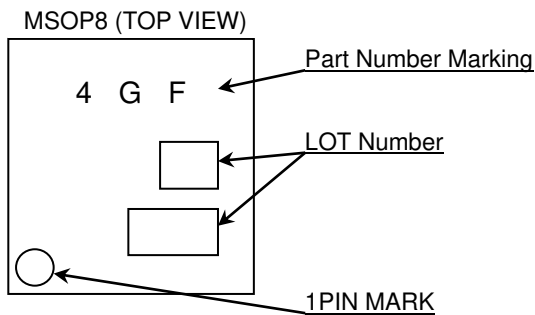 MSOP8 (TOP VIEW)
Part Number Marking
4 G F
LOT Number
1PIN MARK